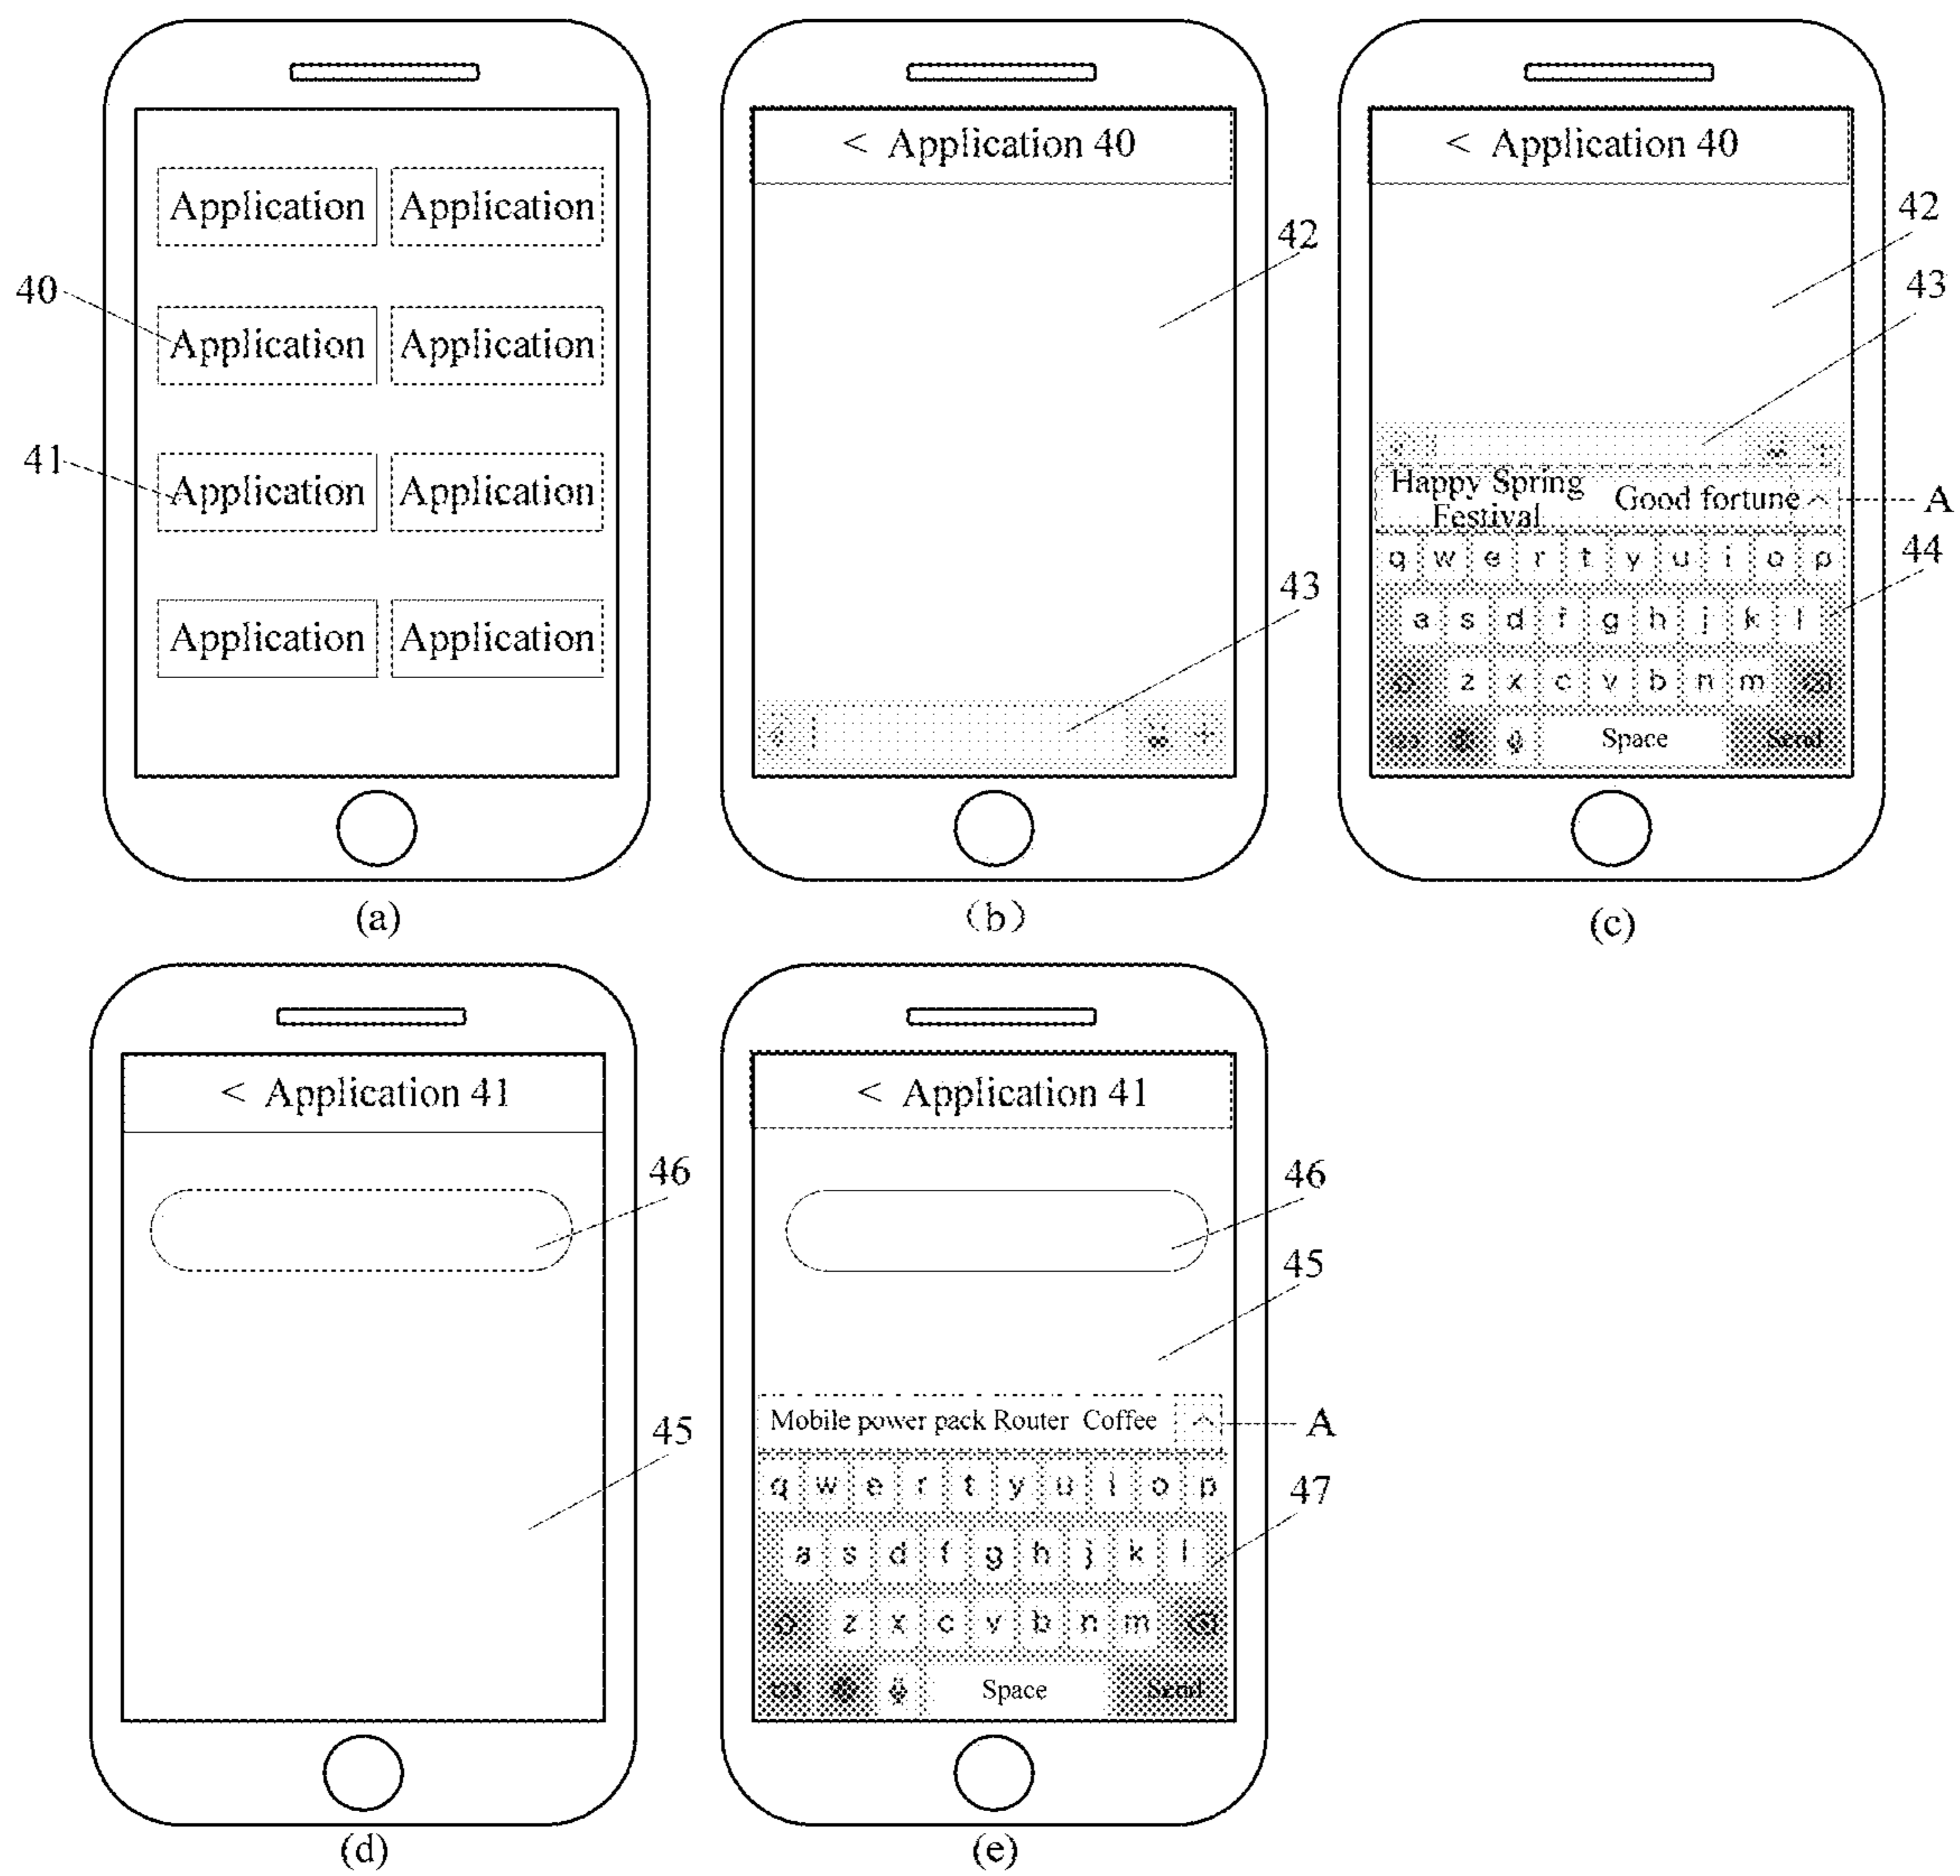 Application Application
40
Application Application
41
Application Application
Application Application
(a)
< Application 40
42
43
(b)
< Application 40
42
43
Happy Spring Festival Good fortune ^
A
q w e r t y u i o p
44
a s d f g h j k l
z x c v b n m
Space Send
(c)
< Application 41
46
45
(d)
< Application 41
46
45
Mobile power pack Router Coffee ^
A
q w e r t y u i o p
47
a s d f g h j k l
z x c v b n m
Space Send
(e)